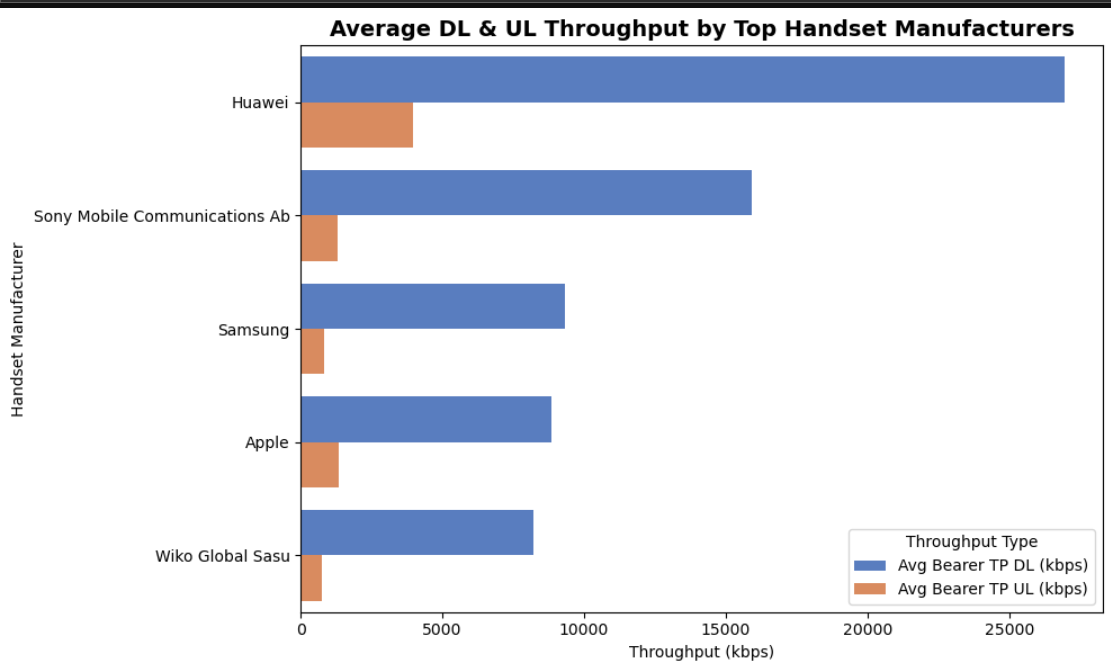 Average DL & UL Throughput by Top Handset Manufacturers
Handset Manufacturer
Huawei
Sony Mobile Communications Ab
Samsung
Apple
Wiko Global Sasu
Throughput Type
Avg Bearer TP DL (kbps)
Avg Bearer TP UL (kbps)
0 5000 10000 15000 20000 25000
Throughput (kbps)